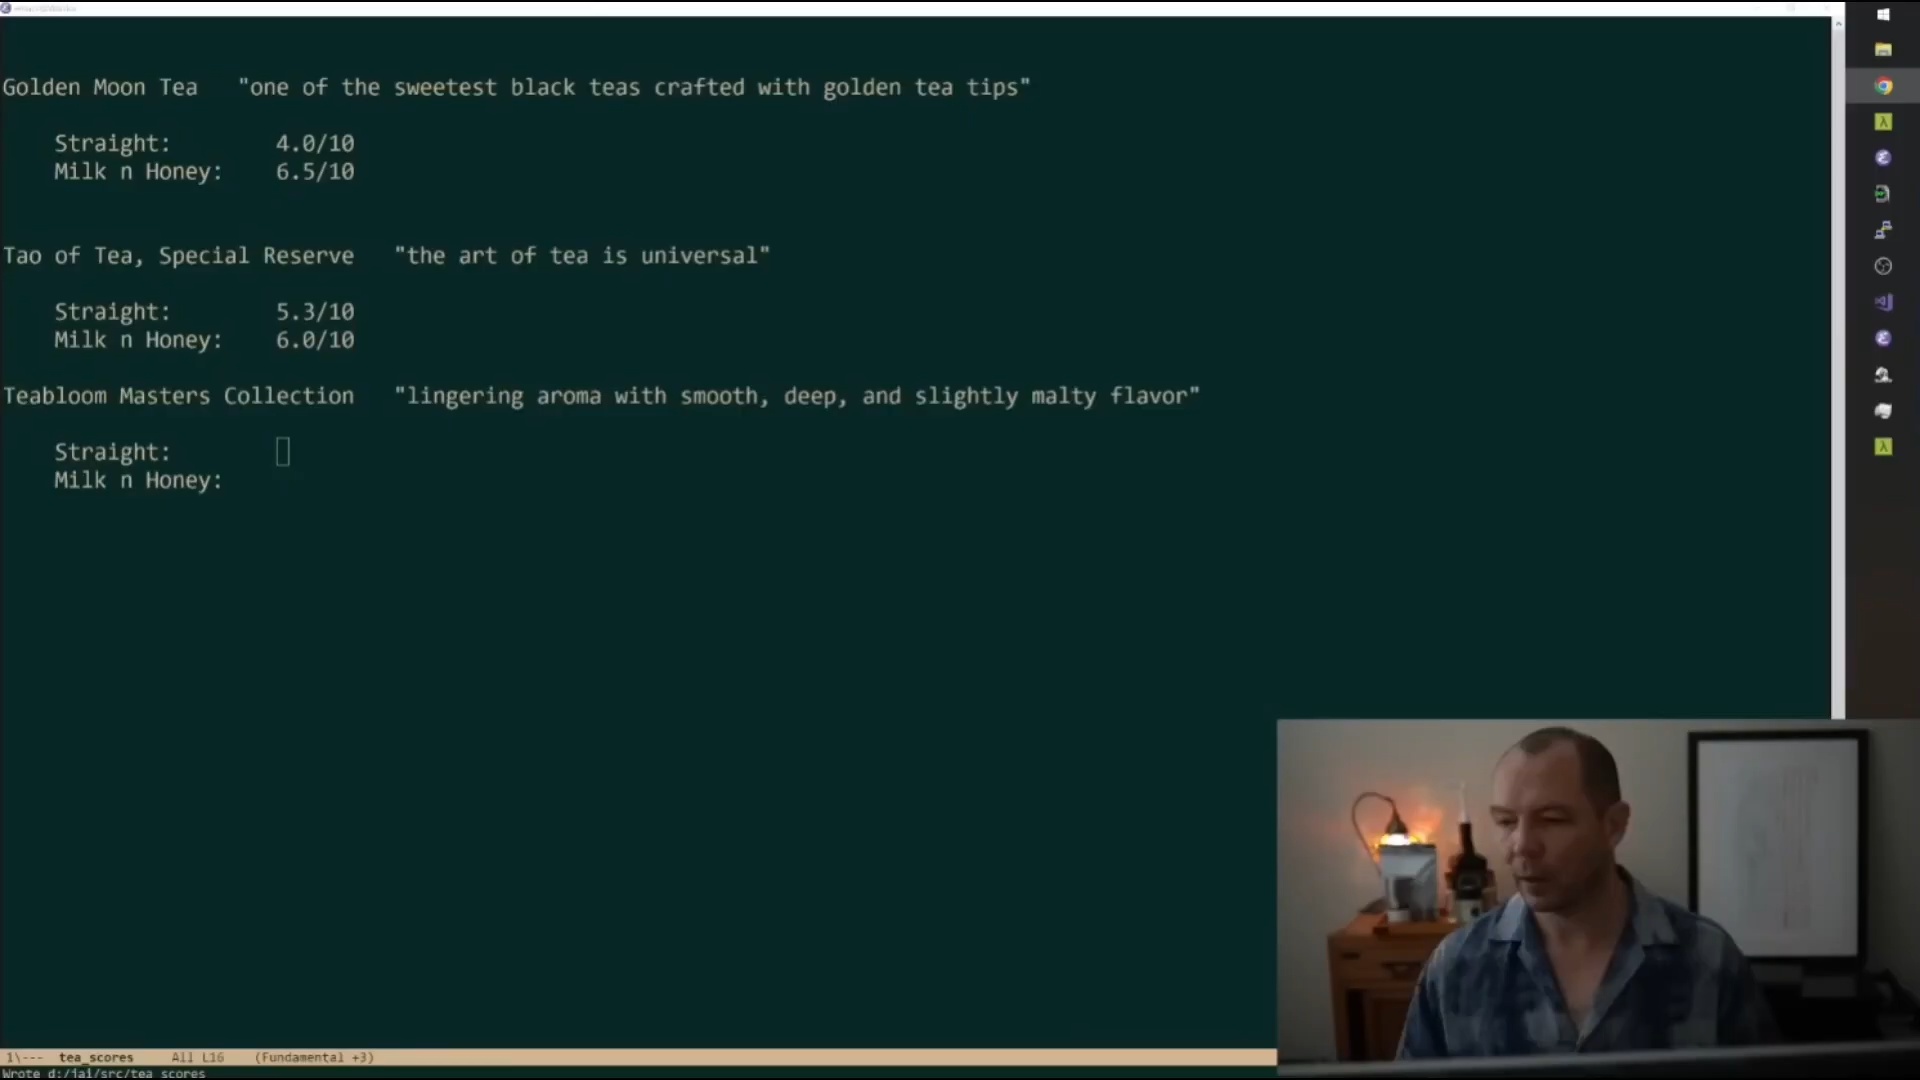 Golden Moon Tea "one of the sweetest black teas crafted with golden tea tips"
Straight: 4.0/10
Milk n Honey: 6.5/10
Tao of Tea, Special Reserve "the art of tea is universal"
Straight: 5.3/10
Milk n Honey: 6.0/10
Teabloom Masters Collection "lingering aroma with smooth, deep, and slightly malty flavor"
Straight:
Milk n Honey:
1\--- tea_scores All L16 (Fundamental +3)
Wrote d:/jai/src/tea_scores